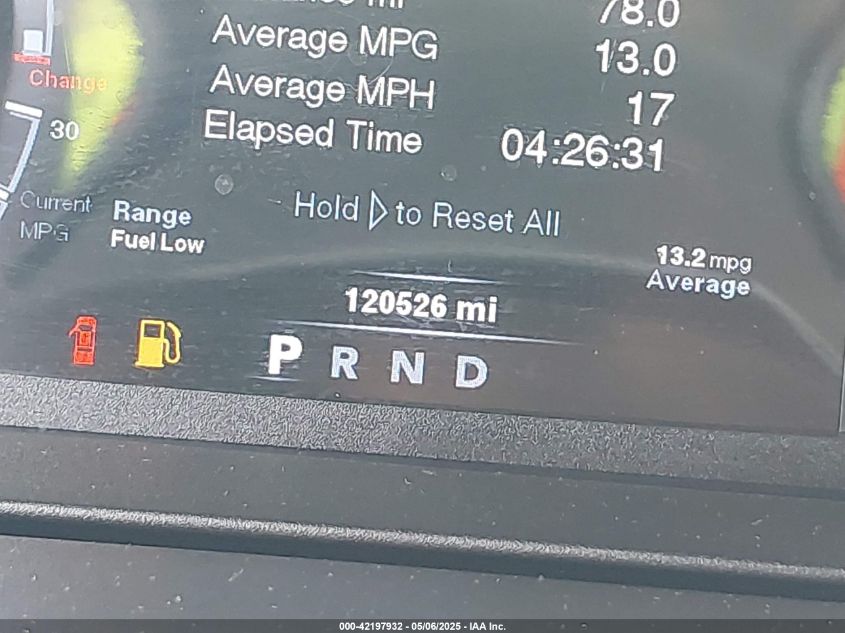 78.0
Average MPG 13.0
Change
Average MPH 17
30
Elapsed Time 04:26:31
Current
MPG
Range
Fuel Low
Hold to Reset All
13.2 mpg
Average
120526 mi
P R N D
000-42197932 - 05/06/2025 - IAA Inc.